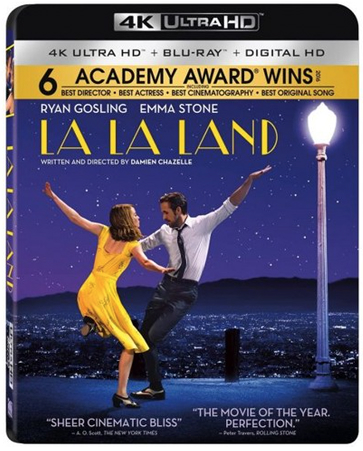 4K ULTRA HD
4K ULTRA HD + BLU-RAY + DIGITAL HD
6 ACADEMY AWARD® WINS 2016
INCLUDING
BEST DIRECTOR • BEST ACTRESS • BEST CINEMATOGRAPHY • BEST ORIGINAL SONG
RYAN GOSLING EMMA STONE
LA LA LAND
WRITTEN AND DIRECTED BY DAMIEN CHAZELLE
"SHEER CINEMATIC BLISS"
– A. O. Scott, THE NEW YORK TIMES
"THE MOVIE OF THE YEAR.
PERFECTION."
– Peter Travers, ROLLING STONE